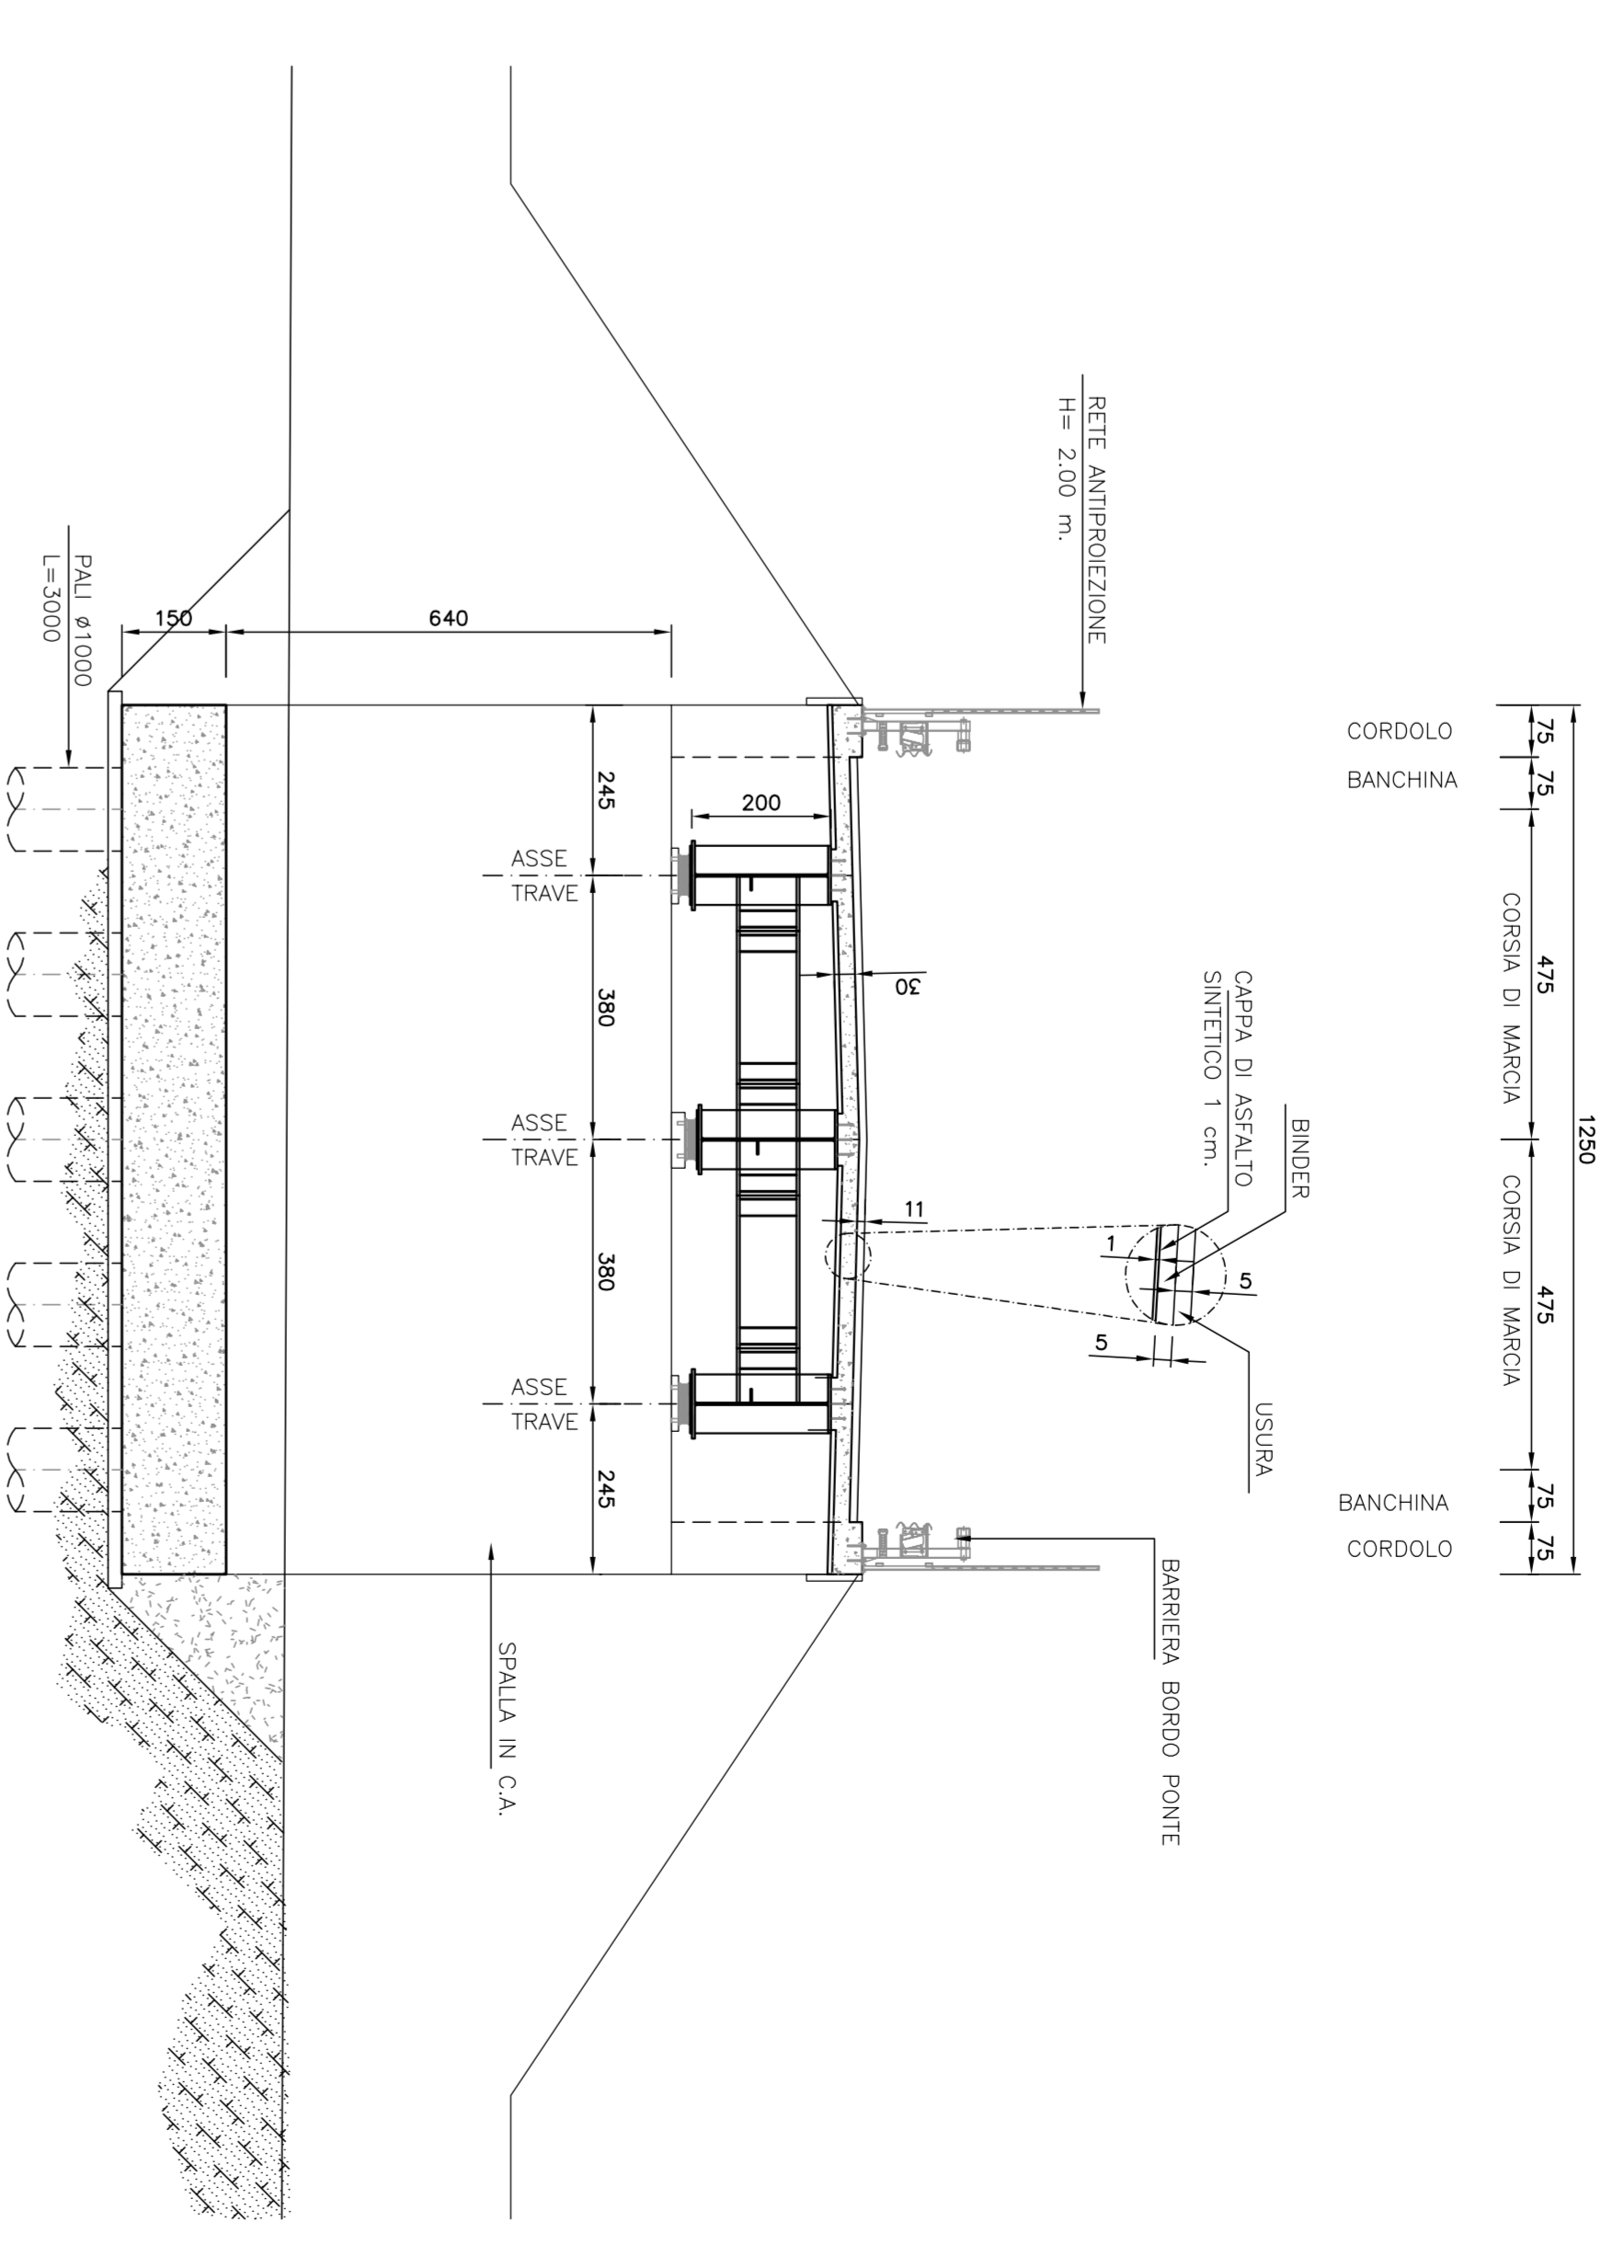 1250
75
75
475
475
75
75
CORDOLO
BANCHINA
CORSIA DI MARCIA
CORSIA DI MARCIA
BANCHINA
CORDOLO
BINDER
CAPPA DI ASFALTO
SINTETICO 1 cm.
USURA
1
5
5
RETE ANTIPROIEZIONE
H= 2.00 m.
BARRIERA BORDO PONTE
11
30
200
245
380
380
245
ASSE
TRAVE
ASSE
TRAVE
ASSE
TRAVE
640
150
SPALLA IN C.A.
PALI ø1000
L=3000